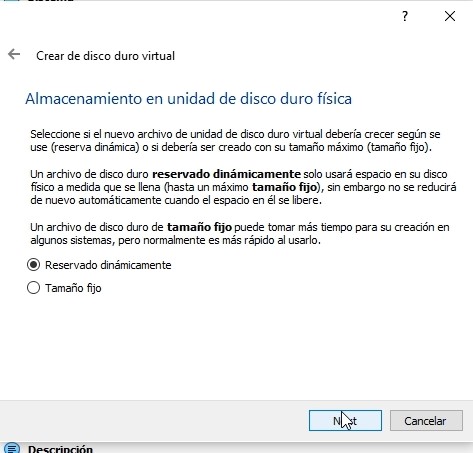 ?
Crear de disco duro virtual
Almacenamiento en unidad de disco duro física
Seleccione si el nuevo archivo de unidad de disco duro virtual debería crecer según se
use (reserva dinámica) o si debería ser creado con su tamaño máximo (tamaño fijo).
Un archivo de disco duro reservado dinámicamente solo usará espacio en su disco
físico a medida que se llena (hasta un máximo tamaño fijo), sin embargo no se reducirá
de nuevo automáticamente cuando el espacio en él se libere.
Un archivo de disco duro de tamaño fijo puede tomar más tiempo para su creación en
algunos sistemas, pero normalmente es más rápido al usarlo.
Reservado dinámicamente
Tamaño fijo
Cancelar
Descripción